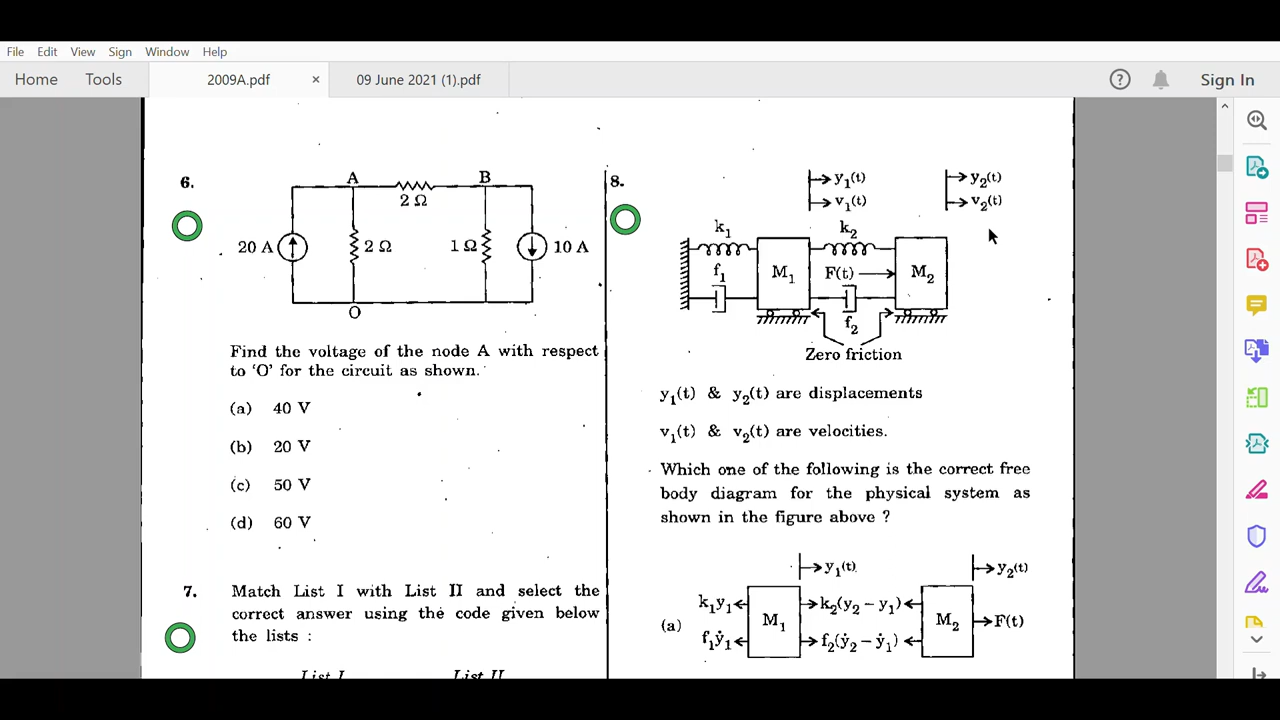 File Edit View Sign Window Help
Home Tools 2009A.pdf × 09 June 2021 (1).pdf ? Sign In
6.
A B
2 Ω
20 A 2 Ω 1 Ω 10 A
O
Find the voltage of the node A with respect
to 'O' for the circuit as shown.
(a) 40 V
(b) 20 V
(c) 50 V
(d) 60 V
7. Match List I with List II and select the
correct answer using the code given below
the lists :
List I List II
8.
y₁(t) y₂(t)
v₁(t) v₂(t)
k₁ k₂
f₁ M₁ F(t) M₂
f₂
Zero friction
y₁(t) & y₂(t) are displacements
v₁(t) & v₂(t) are velocities.
Which one of the following is the correct free
body diagram for the physical system as
shown in the figure above ?
y₁(t) y₂(t)
k₁y₁ k₂(y₂ − y₁)
(a) M₁ M₂ F(t)
f₁ẏ₁ f₂(ẏ₂ − ẏ₁)